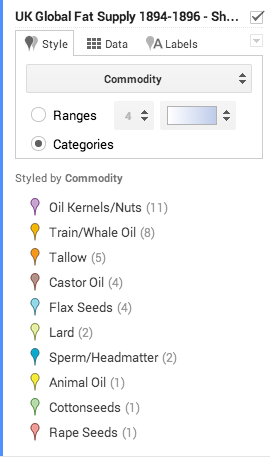 UK Global Fat Supply 1894-1896 - Sh...
Style Data A Labels
Commodity
Ranges 4
Categories
Styled by Commodity
Oil Kernels/Nuts (11)
Train/Whale Oil (8)
Tallow (5)
Castor Oil (4)
Flax Seeds (4)
Lard (2)
Sperm/Headmatter (2)
Animal Oil (1)
Cottonseeds (1)
Rape Seeds (1)